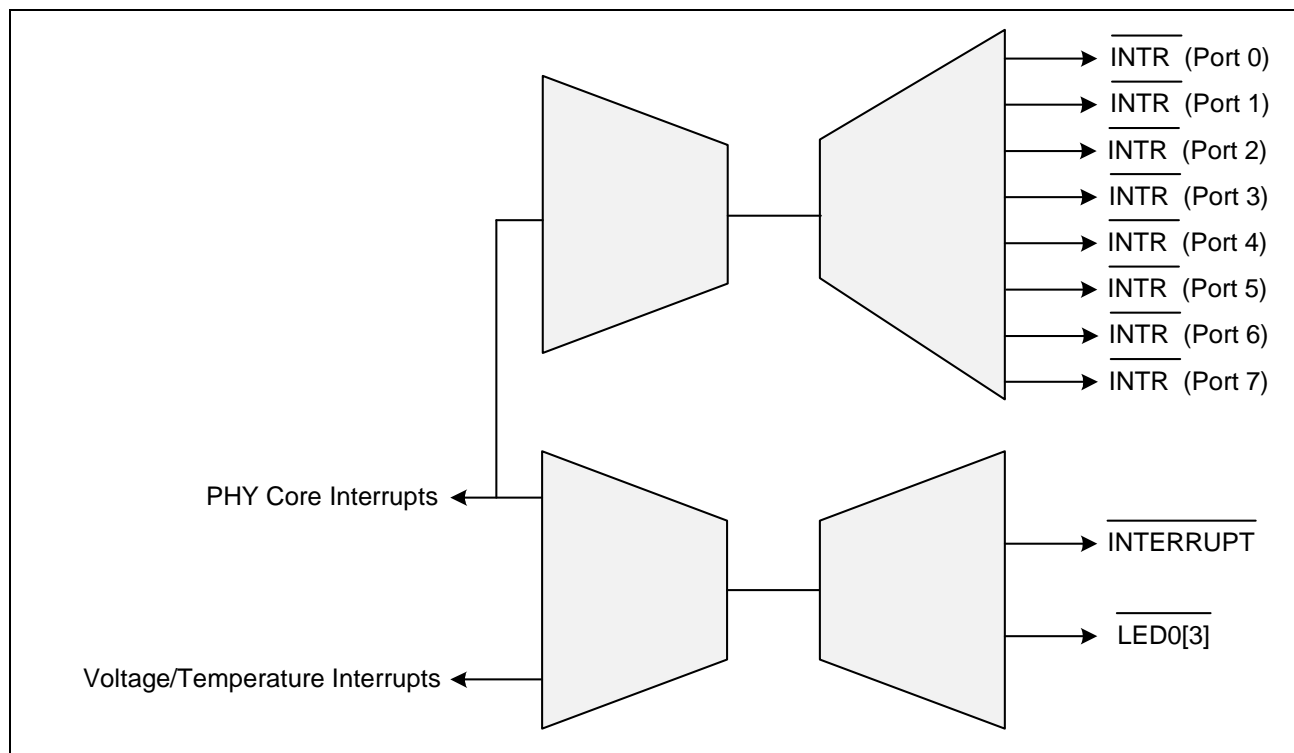 INTR (Port 0)
INTR (Port 1)
INTR (Port 2)
INTR (Port 3)
INTR (Port 4)
INTR (Port 5)
INTR (Port 6)
INTR (Port 7)
PHY Core Interrupts
INTERRUPT
LED0[3]
Voltage/Temperature Interrupts